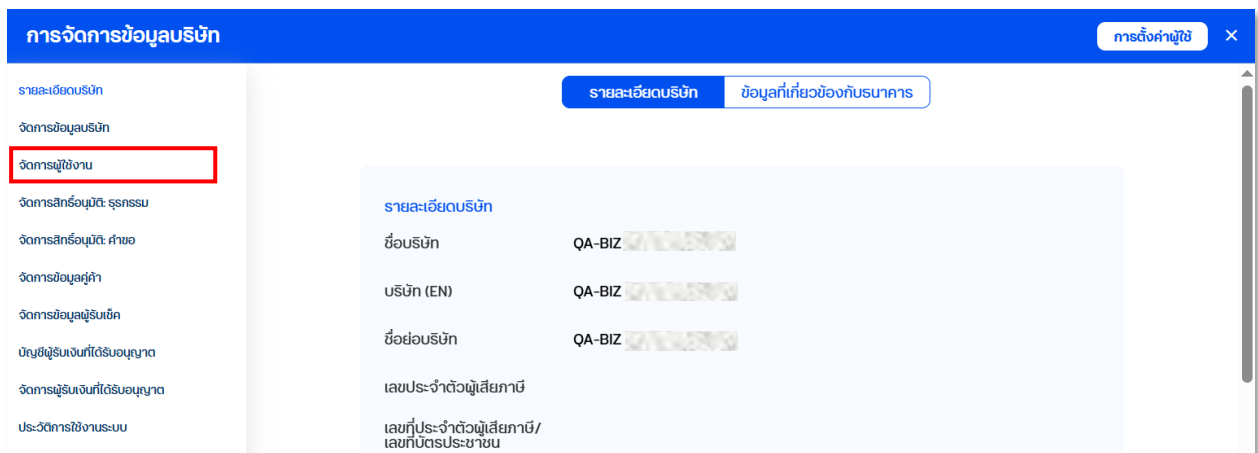 การจัดการข้อมูลบริษัท
การตั้งค่าผู้ใช้ ×
รายละเอียดบริษัท
จัดการข้อมูลบริษัท
จัดการผู้ใช้งาน
จัดการสิทธิ์อนุมัติ: ธุรกรรม
จัดการสิทธิ์อนุมัติ: คำขอ
จัดการข้อมูลคู่ค้า
จัดการข้อมูลผู้รับเช็ค
บัญชีผู้รับเงินที่ได้รับอนุญาต
จัดการผู้รับเงินที่ได้รับอนุญาต
ประวัติการใช้งานระบบ
รายละเอียดบริษัท ข้อมูลที่เกี่ยวข้องกับธนาคาร
รายละเอียดบริษัท
ชื่อบริษัท QA-BIZ
บริษัท (EN) QA-BIZ
ชื่อย่อบริษัท QA-BIZ
เลขประจำตัวผู้เสียภาษี
เลขที่ประจำตัวผู้เสียภาษี/
เลขที่บัตรประชาชน